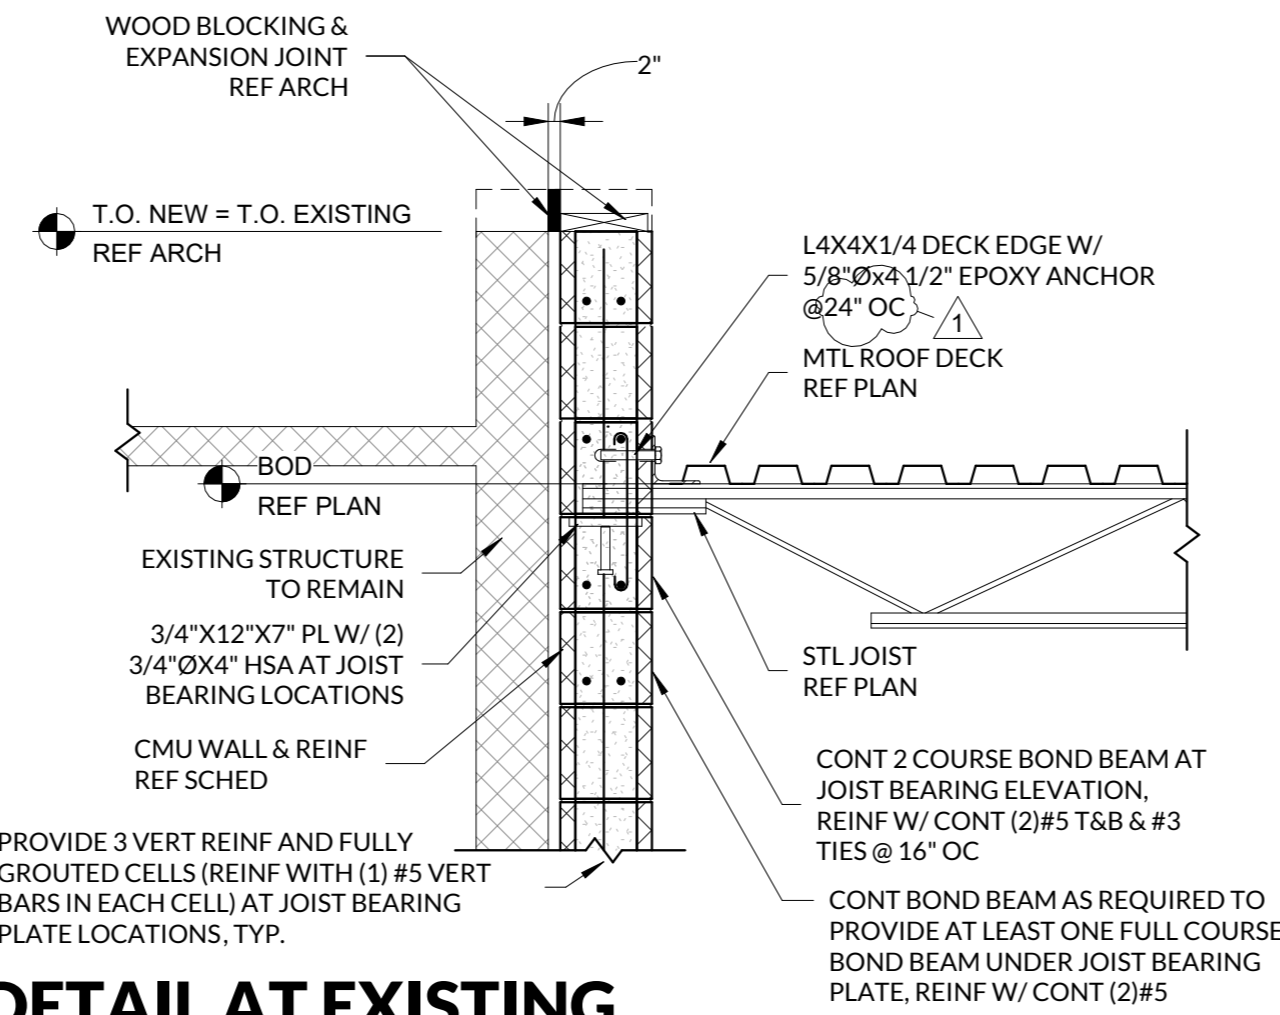 WOOD BLOCKING &
EXPANSION JOINT
REF ARCH
2"
T.O. NEW = T.O. EXISTING
REF ARCH
L4X4X1/4 DECK EDGE W/
5/8"Øx4 1/2" EPOXY ANCHOR
@24" OC
1
MTL ROOF DECK
REF PLAN
BOD
REF PLAN
EXISTING STRUCTURE
TO REMAIN
3/4"X12"X7" PL W/ (2)
3/4"ØX4" HSA AT JOIST
BEARING LOCATIONS
STL JOIST
REF PLAN
CMU WALL & REINF
REF SCHED
CONT 2 COURSE BOND BEAM AT
JOIST BEARING ELEVATION,
REINF W/ CONT (2)#5 T&B & #3
TIES @ 16" OC
PROVIDE 3 VERT REINF AND FULLY
GROUTED CELLS (REINF WITH (1) #5 VERT
BARS IN EACH CELL) AT JOIST BEARING
PLATE LOCATIONS, TYP.
CONT BOND BEAM AS REQUIRED TO
PROVIDE AT LEAST ONE FULL COURSE
BOND BEAM UNDER JOIST BEARING
PLATE, REINF W/ CONT (2)#5
DETAIL AT EXISTING